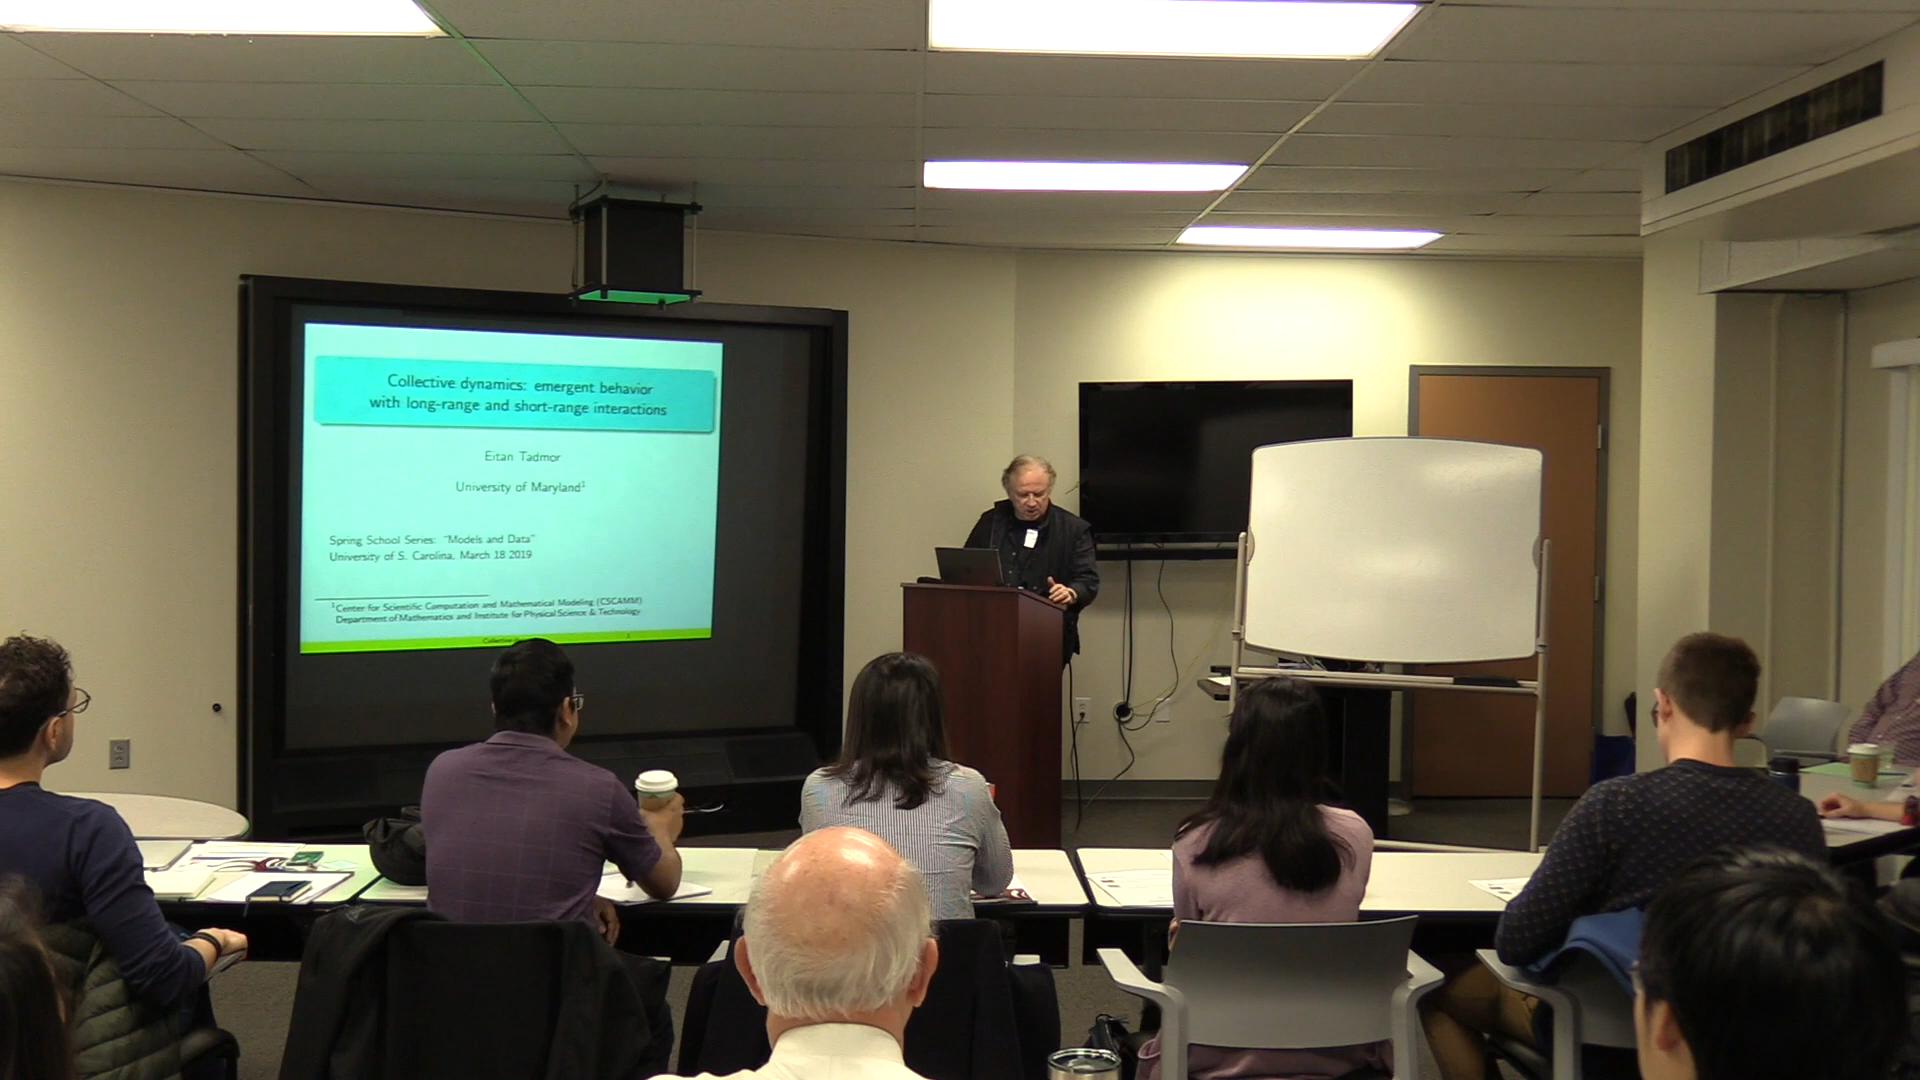 Collective dynamics: emergent behavior
with long-range and short-range interactions
Eitan Tadmor
University of Maryland¹
Spring School Series: "Models and Data"
University of S. Carolina, March 18 2019
¹Center for Scientific Computation and Mathematical Modeling (CSCAMM)
Department of Mathematics and Institute for Physical Science & Technology
Collective
1